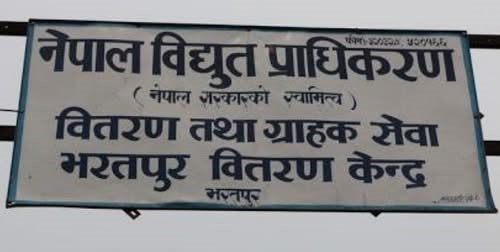 नेपाल विद्युत प्राधिकरण
( नेपाल सरकारको स्वामित्व )
वितरण तथा ग्राहक सेवा
भरतपुर वितरण केन्द्र
भरतपुर